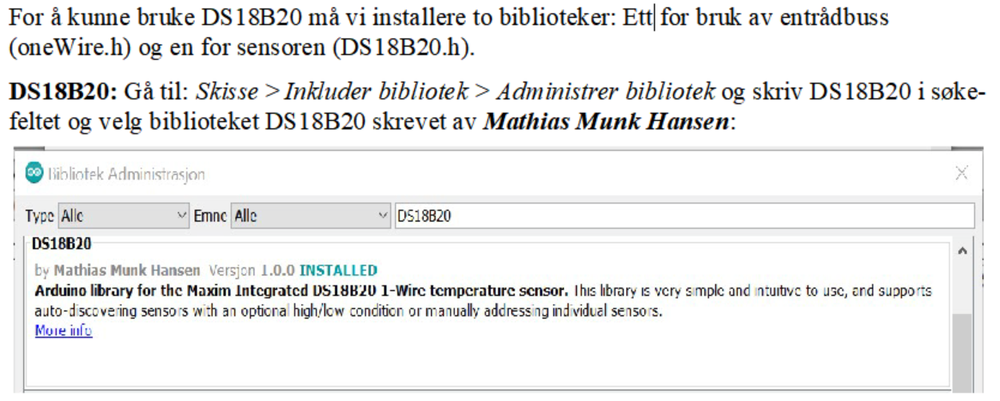 For å kunne bruke DS18B20 må vi installere to biblioteker: Ett for bruk av entrådbuss
(oneWire.h) og en for sensoren (DS18B20.h).
DS18B20: Gå til: Skisse > Inkluder bibliotek > Administrer bibliotek og skriv DS18B20 i søke-
feltet og velg biblioteket DS18B20 skrevet av Mathias Munk Hansen:
Bibliotek Administrasjon
Type Alle Emne Alle DS18B20
DS18B20
by Mathias Munk Hansen Versjon 1.0.0 INSTALLED
Arduino library for the Maxim Integrated DS18B20 1-Wire temperature sensor. This library is very simple and intuitive to use, and supports
auto-discovering sensors with an optional high/low condition or manually addressing individual sensors.
More info